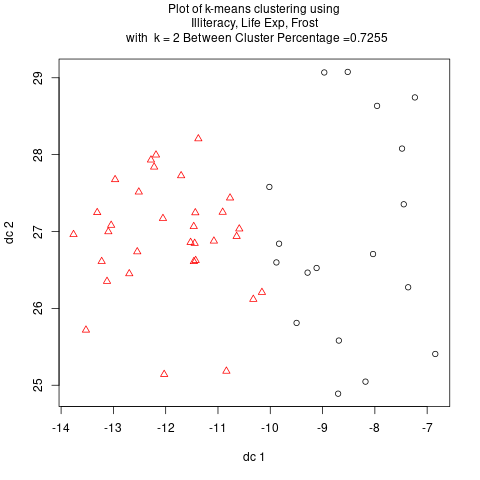 Plot of k-means clustering using
Illiteracy, Life Exp, Frost
with  k = 2 Between Cluster Percentage =0.7255
dc 2
29
28
27
26
25
-14 -13 -12 -11 -10 -9 -8 -7
dc 1